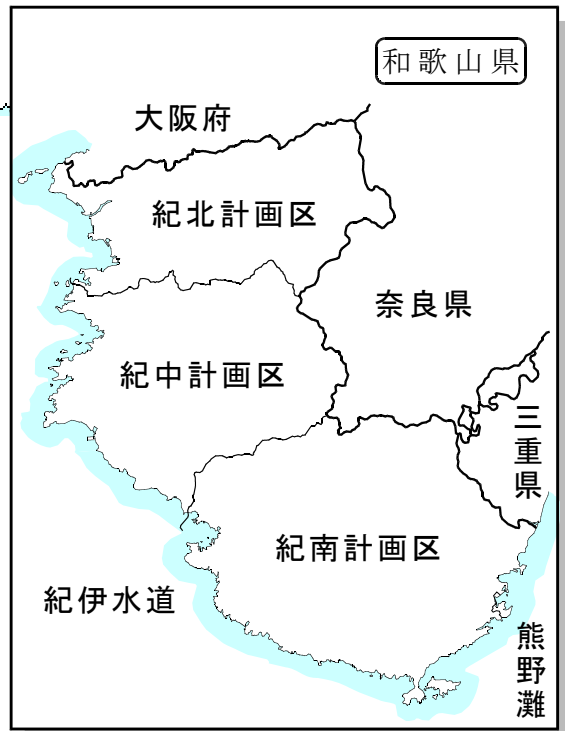 和歌山県
大阪府
紀北計画区
奈良県
紀中計画区
三重県
紀南計画区
紀伊水道
熊野灘